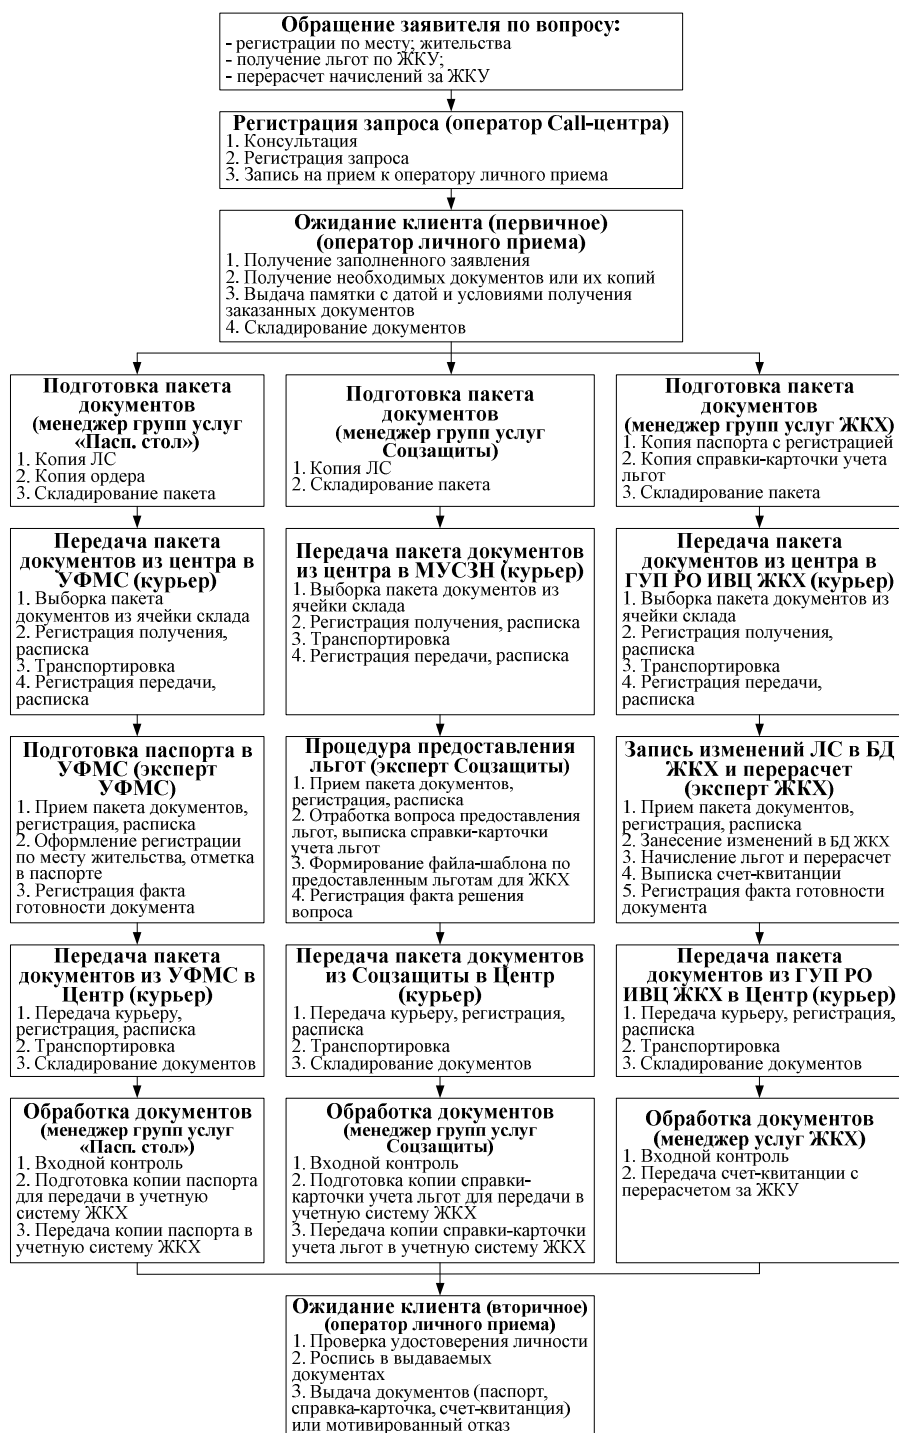 Обращение заявителя по вопросу:
- регистрации по месту; жительства
- получение льгот по ЖКУ;
- перерасчет начислений за ЖКУ
Регистрация запроса (оператор Call-центра)
1. Консультация
2. Регистрация запроса
3. Запись на прием к оператору личного приема
Ожидание клиента (первичное)
(оператор личного приема)
1. Получение заполненного заявления
2. Получение необходимых документов или их копий
3. Выдача памятки с датой и условиями получения
заказанных документов
4. Складирование документов
Подготовка пакета
документов
(менеджер групп услуг
«Пасп. стол»)
1. Копия ЛС
2. Копия ордера
3. Складирование пакета
Подготовка пакета
документов
(менеджер групп услуг
Соцзащиты)
1. Копия ЛС
2. Складирование пакета
Подготовка пакета
документов
(менеджер групп услуг ЖКХ)
1. Копия паспорта с регистрацией
2. Копия справки-карточки учета
льгот
3. Складирование пакета
Передача пакета
документов из центра в
УФМС (курьер)
1. Выборка пакета
документов из ячейки склада
2. Регистрация получения,
расписка
3. Транспортировка
4. Регистрация передачи,
расписка
Передача пакета документов
из центра в МУСЗН (курьер)
1. Выборка пакета документов из
ячейки склада
2. Регистрация получения, расписка
3. Транспортировка
4. Регистрация передачи, расписка
Передача пакета
документов из центра в
ГУП РО ИВЦ ЖКХ (курьер)
1. Выборка пакета документов из
ячейки склада
2. Регистрация получения,
расписка
3. Транспортировка
4. Регистрация передачи,
расписка
Подготовка паспорта в
УФМС (эксперт
УФМС)
1. Прием пакета документов,
регистрация, расписка
2. Оформление регистрации
по месту жительства, отметка
в паспорте
3. Регистрация факта
готовности документа
Процедура предоставления
льгот (эксперт Соцзащиты)
1. Прием пакета документов,
регистрация, расписка
2. Отработка вопроса предоставления
льгот, выписка справки-карточки
учета льгот
3. Формирование файла-шаблона по
предоставленным льготам для ЖКХ
4. Регистрация факта решения
вопроса
Запись изменений ЛС в БД
ЖКХ и перерасчет
(эксперт ЖКХ)
1. Прием пакета документов,
регистрация, расписка
2. Занесение изменений в БД ЖКХ
3. Начисление льгот и перерасчет
4. Выписка счет-квитанции
5. Регистрация факта готовности
документа
Передача пакета
документов из УФМС в
Центр (курьер)
1. Передача курьеру,
регистрация, расписка
2. Транспортировка
3. Складирование документов
Передача пакета документов
из Соцзащиты в Центр
(курьер)
1. Передача курьеру, регистрация,
расписка
2. Транспортировка
3. Складирование документов
Передача пакета
документов из ГУП РО
ИВЦ ЖКХ в Центр (курьер)
1. Передача курьеру, регистрация,
расписка
2. Транспортировка
3. Складирование документов
Обработка документов
(менеджер групп услуг
«Пасп. стол»)
1. Входной контроль
2. Подготовка копии паспорта
для передачи в учетную
систему ЖКХ
3. Передача копии паспорта в
учетную систему ЖКХ
Обработка документов
(менеджер групп услуг
Соцзащиты)
1. Входной контроль
2. Подготовка копии справки-
карточки учета льгот для передачи в
учетную систему ЖКХ
3. Передача копии справки-карточки
учета льгот в учетную систему ЖКХ
Обработка документов
(менеджер услуг ЖКХ)
1. Входной контроль
2. Передача счет-квитанции с
перерасчетом за ЖКУ
Ожидание клиента (вторичное)
(оператор личного приема)
1. Проверка удостоверения личности
2. Роспись в выдаваемых
документах
3. Выдача документов (паспорт,
справка-карточка, счет-квитанция)
или мотивированный отказ